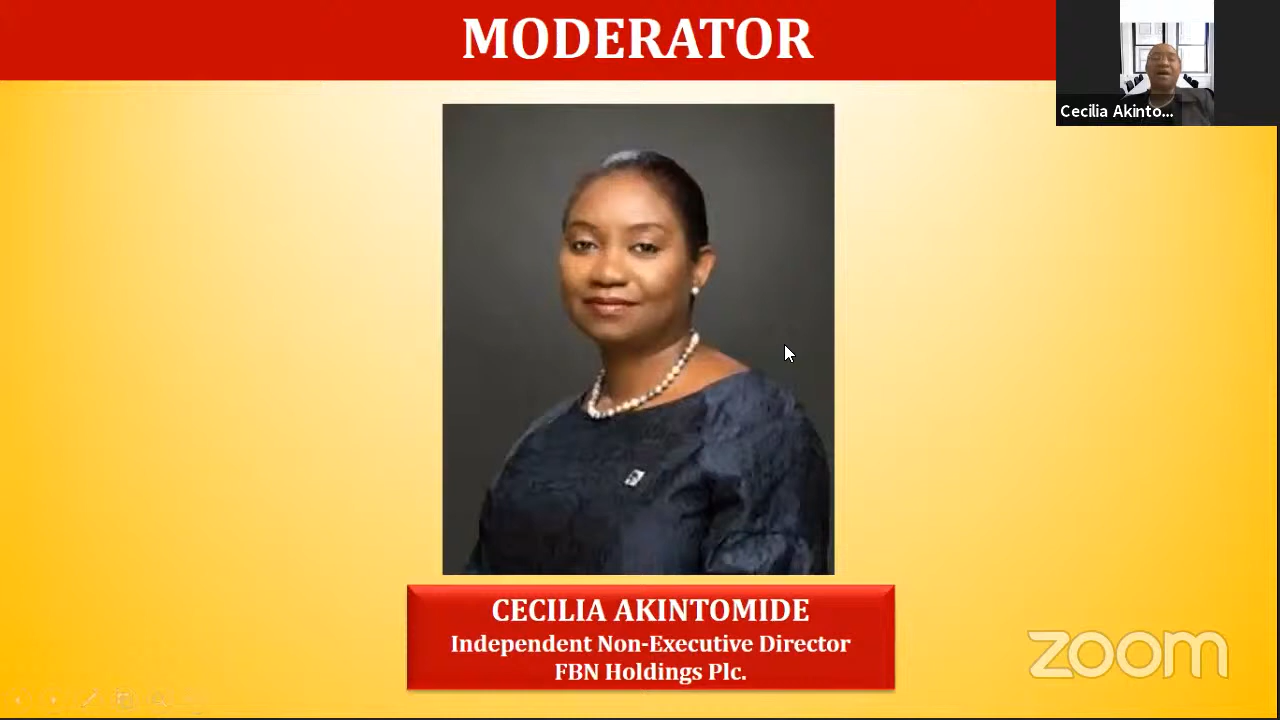 MODERATOR
Cecilia Akinto...
CECILIA AKINTOMIDE
Independent Non-Executive Director
FBN Holdings Plc.
zoom